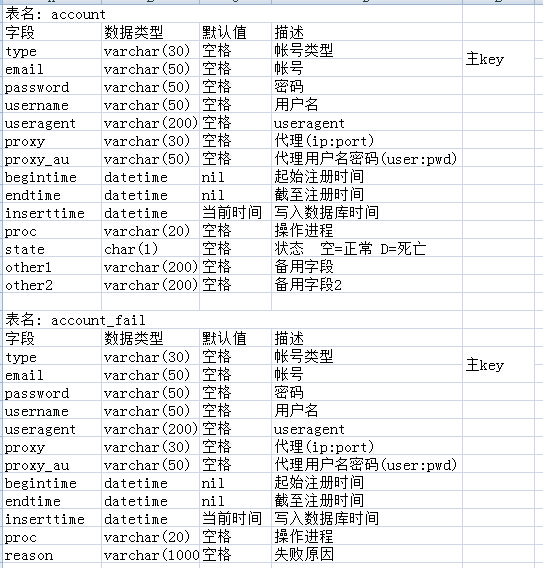 表名: account
字段 数据类型 默认值 描述
type varchar(30) 空格 帐号类型 主key
email varchar(50) 空格 帐号
password varchar(50) 空格 密码
username varchar(50) 空格 用户名
useragent varchar(200) 空格 useragent
proxy varchar(30) 空格 代理(ip:port)
proxy_au varchar(50) 空格 代理用户名密码(user:pwd)
begintime datetime nil 起始注册时间
endtime datetime nil 截至注册时间
inserttime datetime 当前时间 写入数据库时间
proc varchar(20) 空格 操作进程
state char(1) 空格 状态 空=正常 D=死亡
other1 varchar(200) 空格 备用字段
other2 varchar(200) 空格 备用字段2
表名: account_fail
字段 数据类型 默认值 描述
type varchar(30) 空格 帐号类型 主key
email varchar(50) 空格 帐号
password varchar(50) 空格 密码
username varchar(50) 空格 用户名
useragent varchar(200) 空格 useragent
proxy varchar(30) 空格 代理(ip:port)
proxy_au varchar(50) 空格 代理用户名密码(user:pwd)
begintime datetime nil 起始注册时间
endtime datetime nil 截至注册时间
inserttime datetime 当前时间 写入数据库时间
proc varchar(20) 空格 操作进程
reason varchar(1000 空格 失败原因